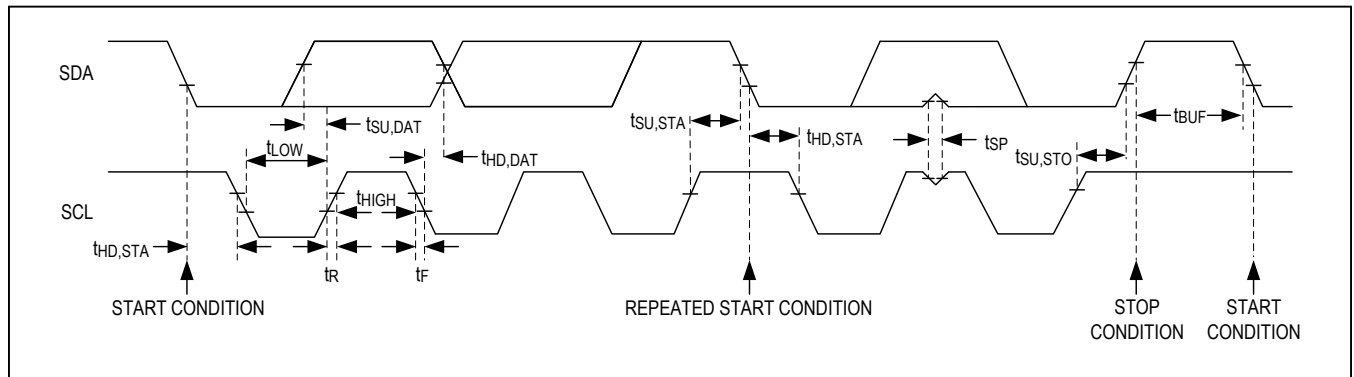 SDA
tSU,DAT
tSU,STA
tHD,STA
tSP
tBUF
tLOW
tHD,DAT
tSU,STO
SCL
tHIGH
tHD,STA
tR
tF
START CONDITION
REPEATED START CONDITION
STOP
CONDITION
START
CONDITION